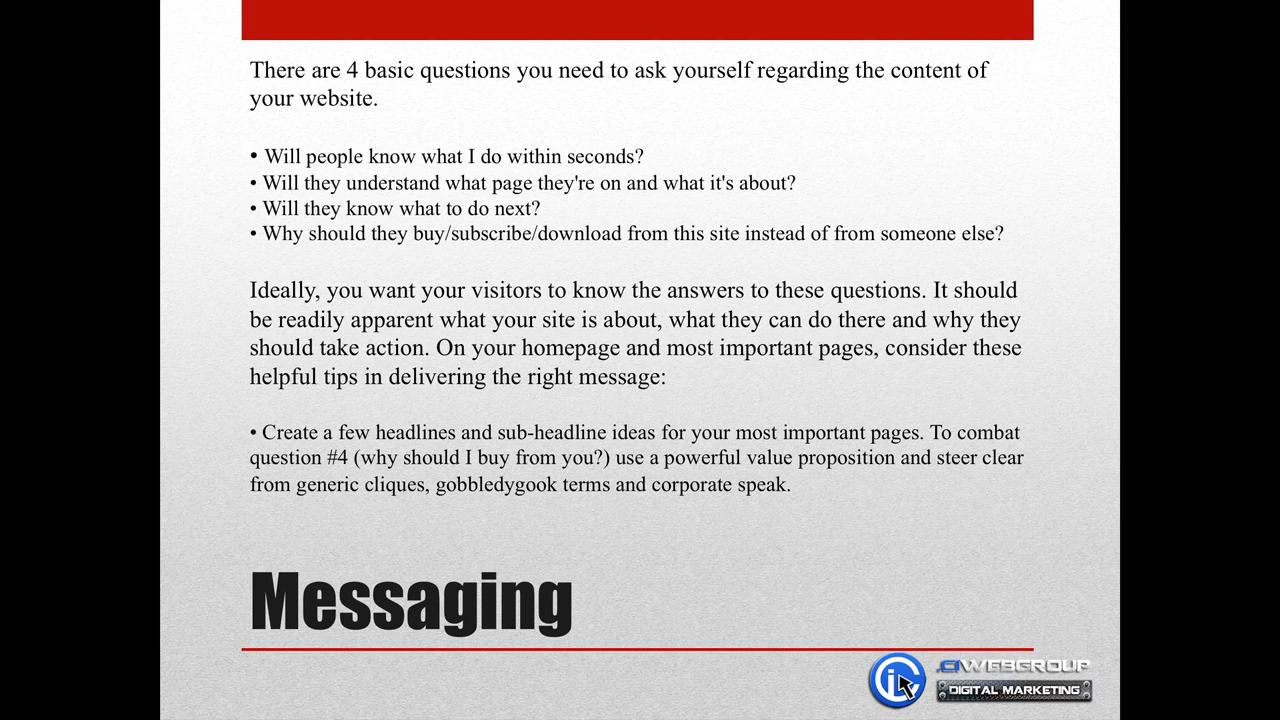 There are 4 basic questions you need to ask yourself regarding the content of
your website.
• Will people know what I do within seconds?
• Will they understand what page they're on and what it's about?
• Will they know what to do next?
• Why should they buy/subscribe/download from this site instead of from someone else?
Ideally, you want your visitors to know the answers to these questions. It should
be readily apparent what your site is about, what they can do there and why they
should take action. On your homepage and most important pages, consider these
helpful tips in delivering the right message:
• Create a few headlines and sub-headline ideas for your most important pages. To combat
question #4 (why should I buy from you?) use a powerful value proposition and steer clear
from generic cliques, gobbledygook terms and corporate speak.
Messaging
CIWEBGROUP
DIGITAL MARKETING